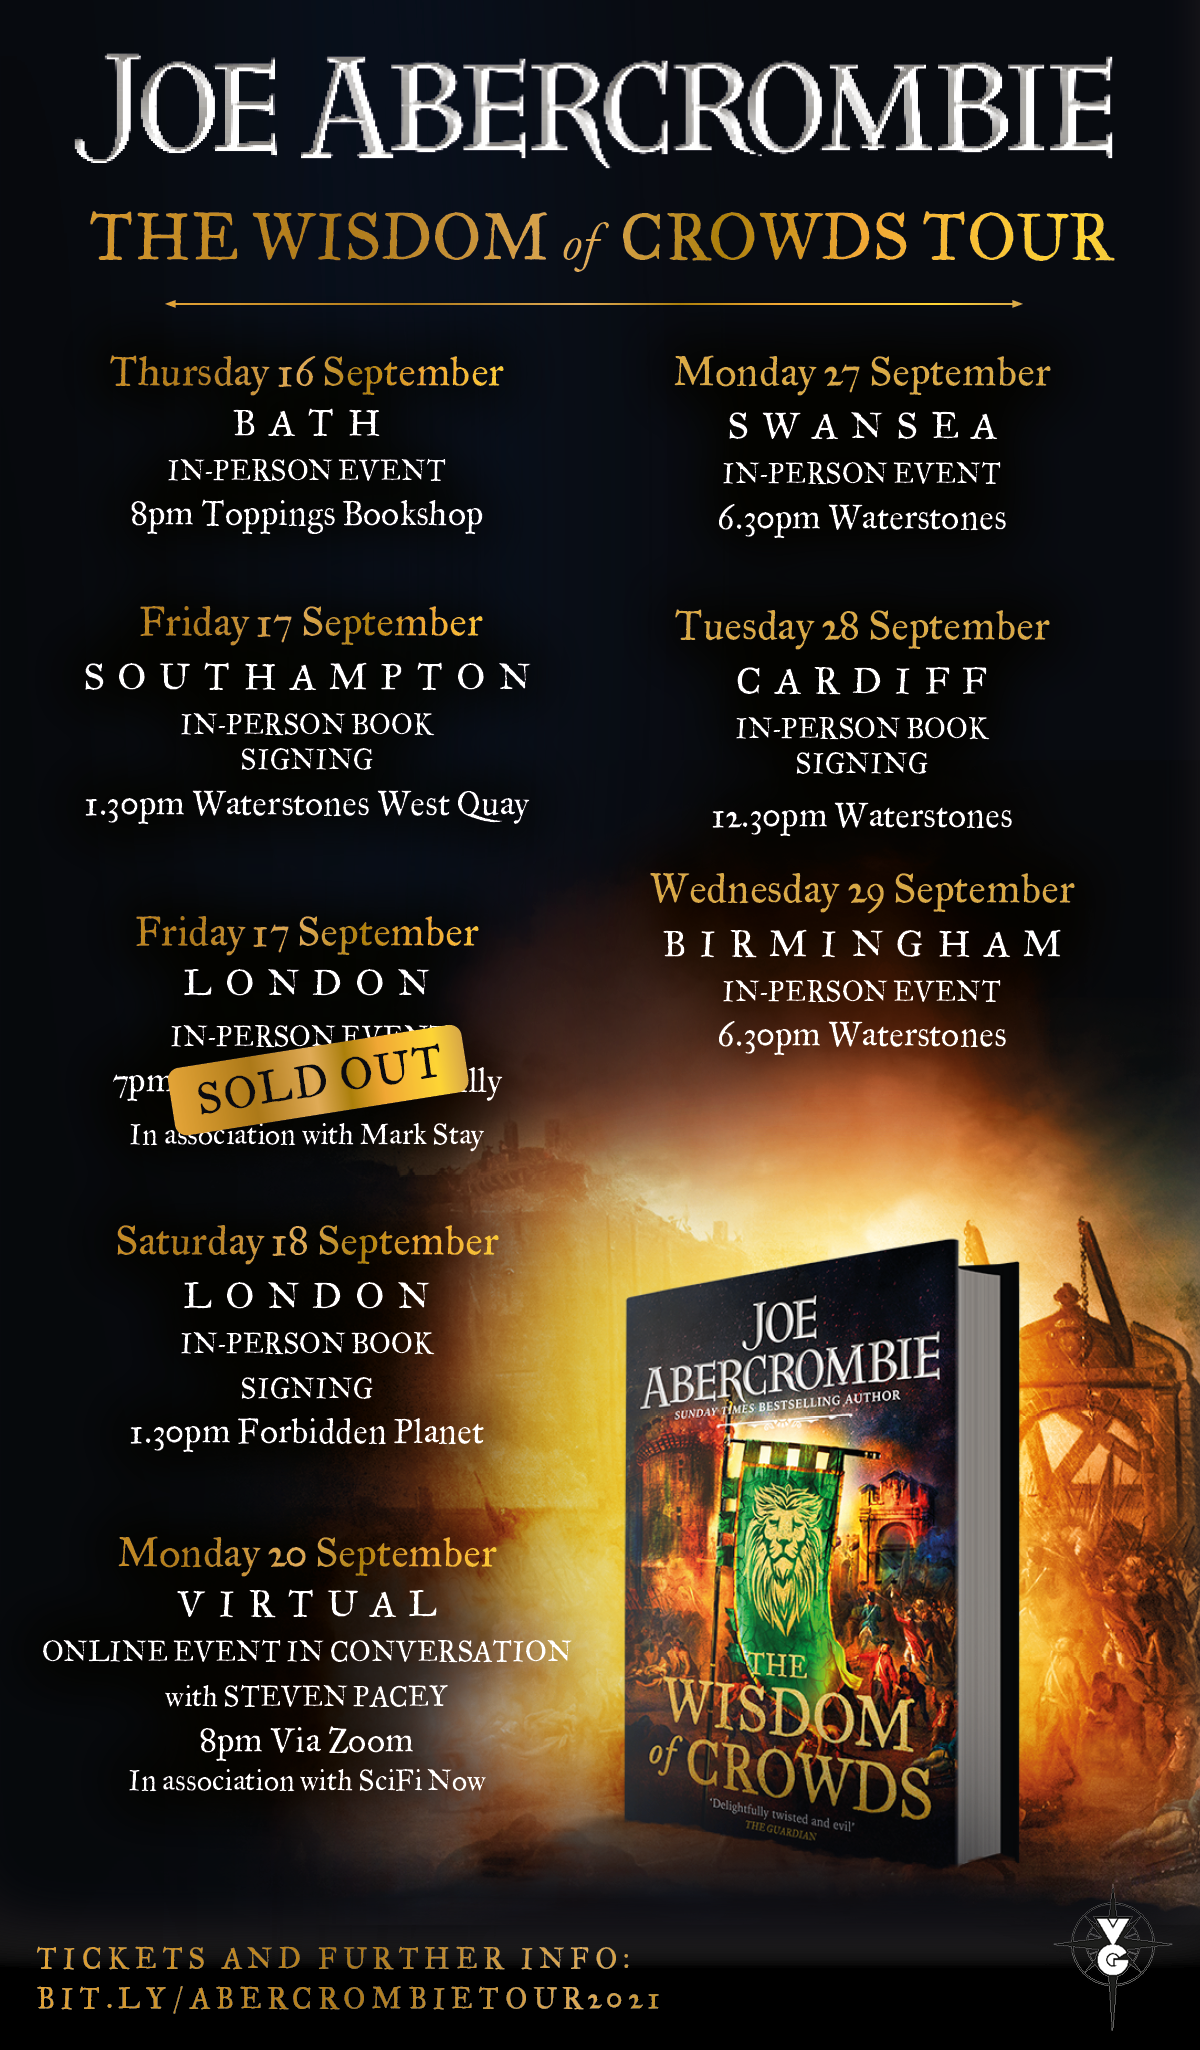 JOE ABERCROMBIE
THE WISDOM of CROWDS TOUR
Thursday 16 September
BATH
IN-PERSON EVENT
8pm Toppings Bookshop
Friday 17 September
SOUTHAMPTON
IN-PERSON BOOK
SIGNING
1.30pm Waterstones West Quay
Friday 17 September
LONDON
IN-PERSON EVENT
7pm
SOLD OUT
In association with Mark Stay
Saturday 18 September
LONDON
IN-PERSON BOOK
SIGNING
1.30pm Forbidden Planet
Monday 20 September
VIRTUAL
ONLINE EVENT IN CONVERSATION
with STEVEN PACEY
8pm Via Zoom
In association with SciFi Now
Monday 27 September
SWANSEA
IN-PERSON EVENT
6.30pm Waterstones
Tuesday 28 September
CARDIFF
IN-PERSON BOOK
SIGNING
12.30pm Waterstones
Wednesday 29 September
BIRMINGHAM
IN-PERSON EVENT
6.30pm Waterstones
JOE
ABERCROMBIE
SUNDAY TIMES BESTSELLING AUTHOR
THE
WISDOM
of CROWDS
'Delightfully twisted and evil'
THE GUARDIAN
TICKETS AND FURTHER INFO:
BIT.LY/ABERCROMBIETOUR2021
VG